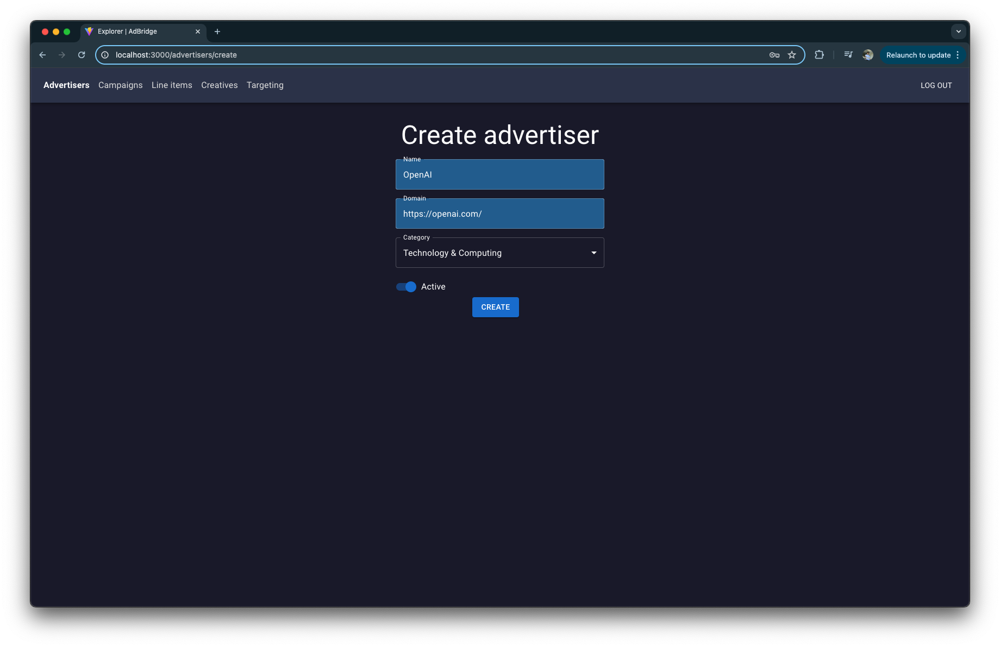 Explorer | AdBridge
localhost:3000/advertisers/create
Relaunch to update
Advertisers Campaigns Line items Creatives Targeting LOG OUT
Create advertiser
Name
OpenAI
Domain
https://openai.com/
Category
Technology & Computing
Active
CREATE